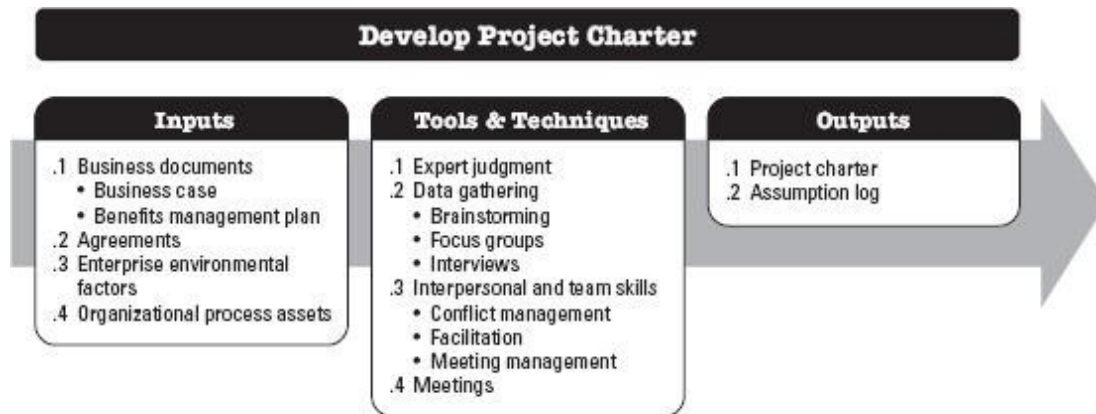 Develop Project Charter
Inputs
.1 Business documents
• Business case
• Benefits management plan
.2 Agreements
.3 Enterprise environmental
factors
.4 Organizational process assets
Tools & Techniques
.1 Expert judgment
.2 Data gathering
• Brainstorming
• Focus groups
• Interviews
.3 Interpersonal and team skills
• Conflict management
• Facilitation
• Meeting management
.4 Meetings
Outputs
.1 Project charter
.2 Assumption log